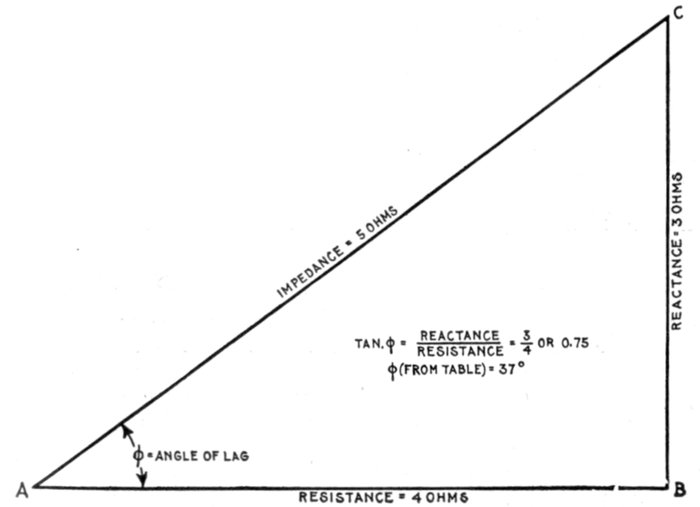 C
IMPEDANCE = 5 OHMS
REACTANCE = 3 OHMS
TAN. ϕ = REACTANCE / RESISTANCE = 3/4 OR 0.75
ϕ (FROM TABLE) = 37°
ϕ = ANGLE OF LAG
A
B
RESISTANCE = 4 OHMS